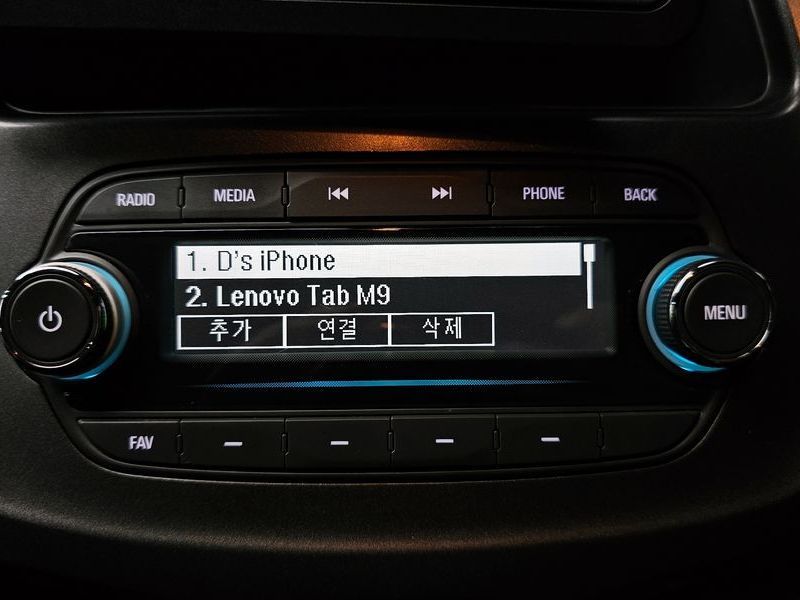 RADIO MEDIA PHONE BACK
1. D's iPhone
2. Lenovo Tab M9
MENU
추가 연결 삭제
FAV